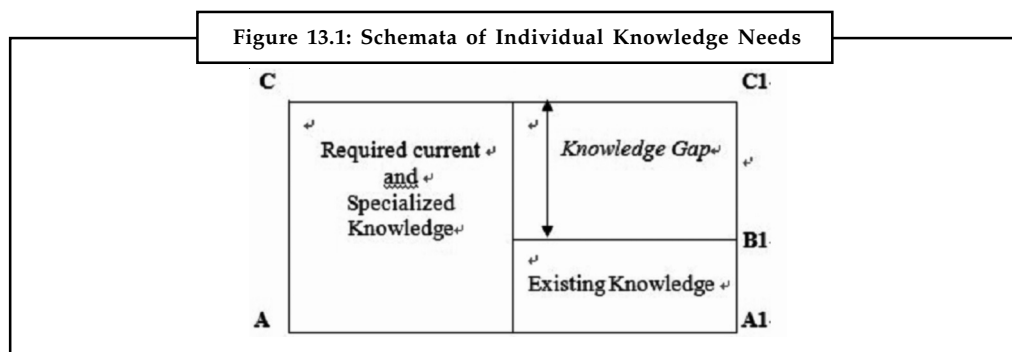 Figure 13.1: Schemata of Individual Knowledge Needs
C
C1
Required current
and
Specialized
Knowledge
Knowledge Gap
B1
Existing Knowledge
A
A1